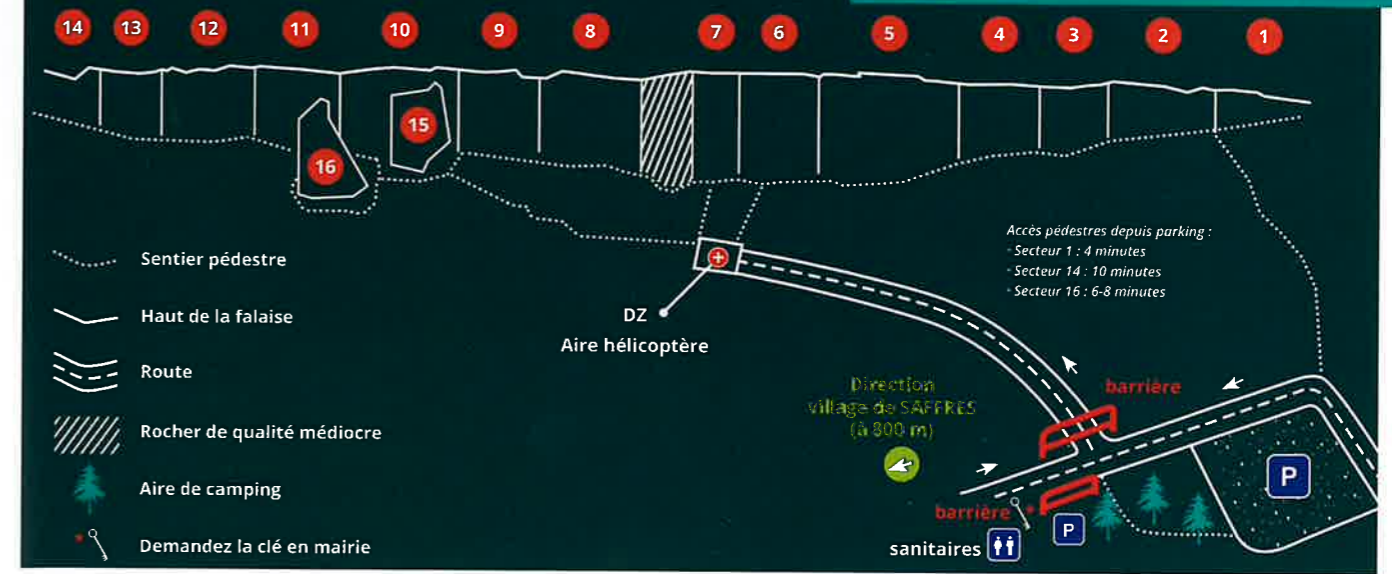 14 13 12 11 10 9 8 7 6 5 4 3 2 1
15
16
Accès pédestres depuis parking :
- Secteur 1 : 4 minutes
- Secteur 14 : 10 minutes
- Secteur 16 : 6-8 minutes
Sentier pédestre
Haut de la falaise
Route
Rocher de qualité médiocre
Aire de camping
* Demandez la clé en mairie
DZ
Aire hélicoptère
Direction
village de SAFFRES
(à 800 m)
barrière
P
barrière *
P
sanitaires